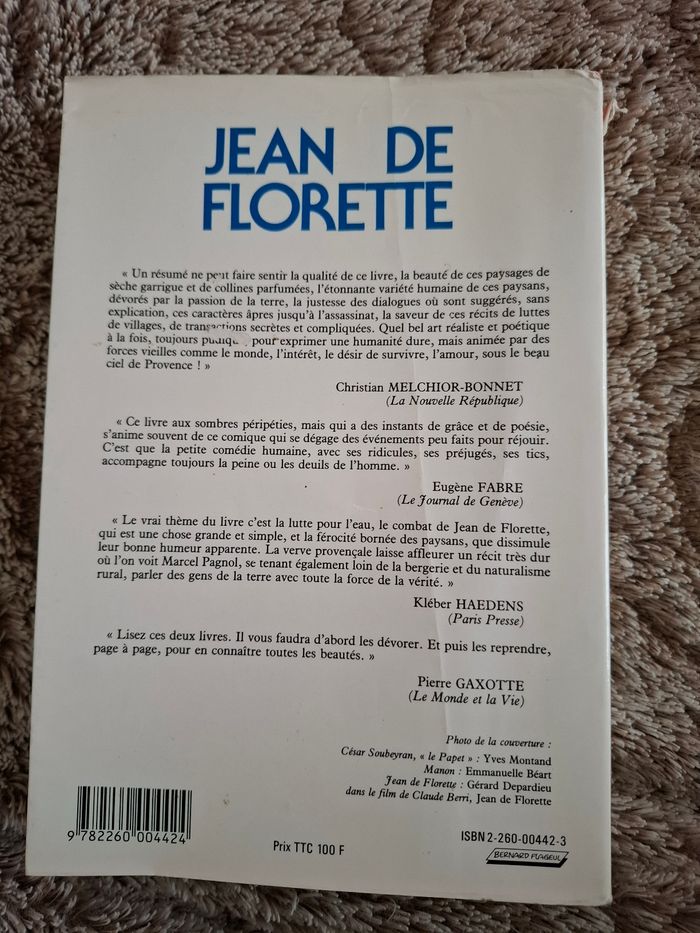 JEAN DE
FLORETTE
« Un résumé ne peut faire sentir la qualité de ce livre, la beauté de ces paysages de
sèche garrigue et de collines parfumées, l'étonnante variété humaine de ces paysans,
dévorés par la passion de la terre, la justesse des dialogues où sont suggérés, sans
explication, ces caractères âpres jusqu'à l'assassinat, la saveur de ces récits de luttes
de villages, de transactions secrètes et compliquées. Quel bel art réaliste et poétique
à la fois, toujours pour exprimer une humanité dure, mais animée par des
forces vieilles comme le monde, l'intérêt, le désir de survivre, l'amour, sous le beau
ciel de Provence ! »
Christian MELCHIOR-BONNET
(La Nouvelle République)
« Ce livre aux sombres péripéties, mais qui a des instants de grâce et de poésie,
s'anime souvent de ce comique qui se dégage des événements peu faits pour réjouir.
C'est que la petite comédie humaine, avec ses ridicules, ses préjugés, ses tics,
accompagne toujours la peine ou les deuils de l'homme. »
Eugène FABRE
(Le Journal de Genève)
« Le vrai thème du livre c'est la lutte pour l'eau, le combat de Jean de Florette,
qui est une chose grande et simple, et la férocité bornée des paysans, que dissimule
leur bonne humeur apparente. La verve provençale laisse affleurer un récit très dur
où l'on voit Marcel Pagnol, se tenant également loin de la bergerie et du naturalisme
rural, parler des gens de la terre avec toute la force de la vérité. »
Kléber HAEDENS
(Paris Presse)
« Lisez ces deux livres. Il vous faudra d'abord les dévorer. Et puis les reprendre,
page à page, pour en connaître toutes les beautés. »
Pierre GAXOTTE
(Le Monde et la Vie)
Photo de la couverture :
César Soubeyran, « le Papet » : Yves Montand
Manon : Emmanuelle Béart
Jean de Florette : Gérard Depardieu
dans le film de Claude Berri, Jean de Florette
9 782260 004424
Prix TTC 100 F
ISBN 2-260-00442-3
BERNARD FLAGEUL